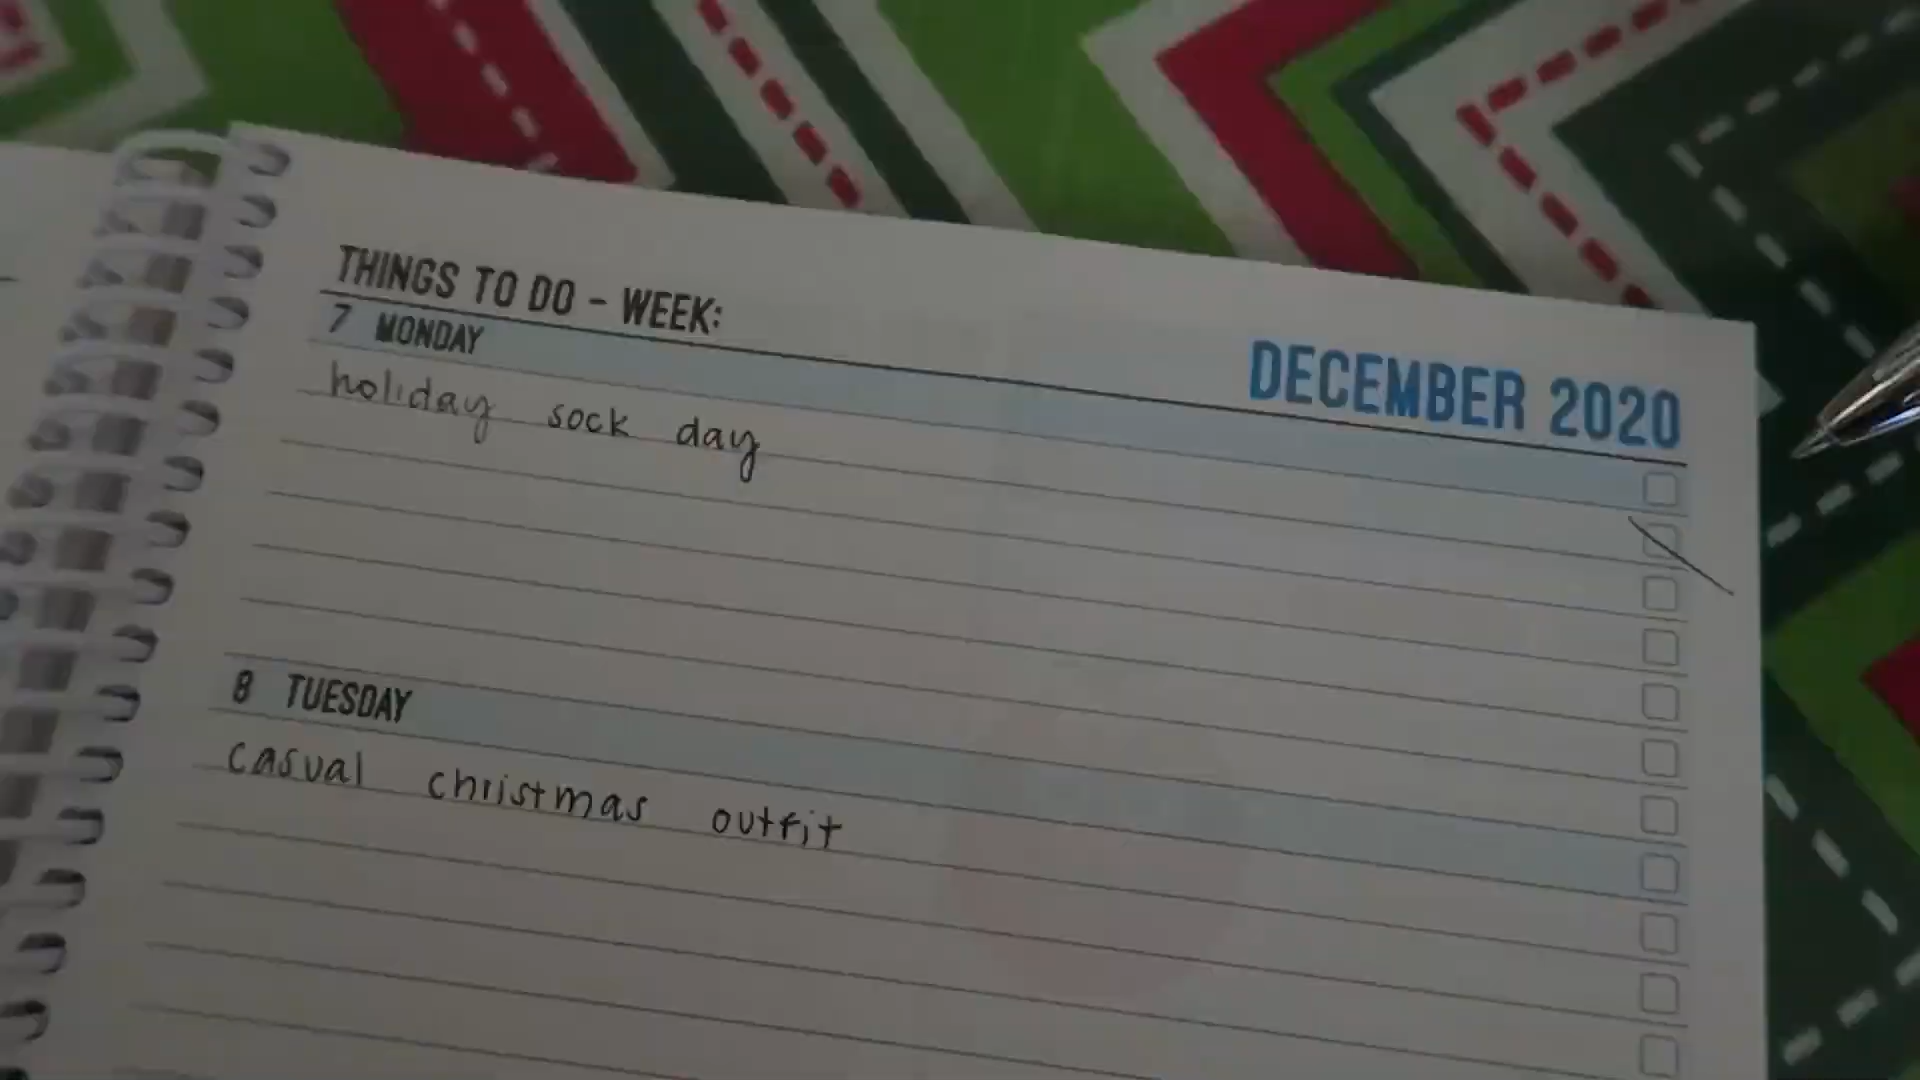 THINGS TO DO - WEEK:
DECEMBER 2020
7 MONDAY
holiday sock day
8 TUESDAY
casual christmas outfit